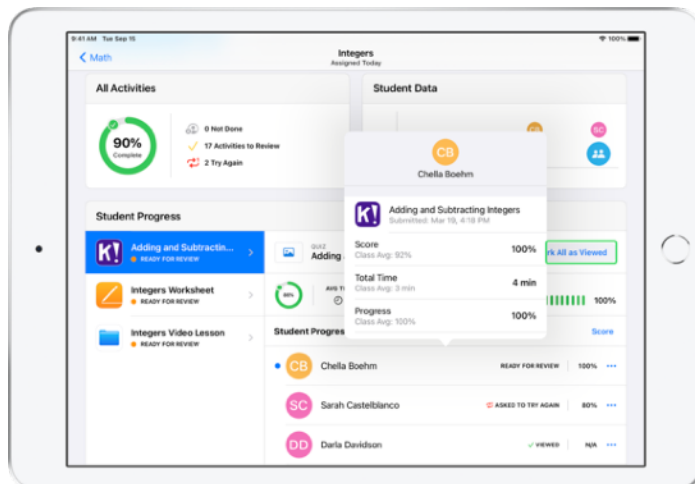 9:41 AM Tue Sep 15
100%
Math
Integers
Assigned Today
All Activities
90%
Complete
0 Not Done
17 Activities to Review
2 Try Again
Student Data
CB
SC
CB
Chella Boehm
K!
Adding and Subtracting Integers
Submitted: Mar 19, 4:18 PM
Score
Class Avg: 92%
100%
Total Time
Class Avg: 3 min
4 min
Progress
Class Avg: 100%
100%
Student Progress
K!
Adding and Subtractin...
READY FOR REVIEW
Integers Worksheet
READY FOR REVIEW
Integers Video Lesson
READY FOR REVIEW
QUIZ
Adding
rk All as Viewed
AVG T
100%
Student Progres
Score
CB
Chella Boehm
READY FOR REVIEW
100%
SC
Sarah Castelblanco
ASKED TO TRY AGAIN
80%
DD
Darla Davidson
VIEWED
N/A